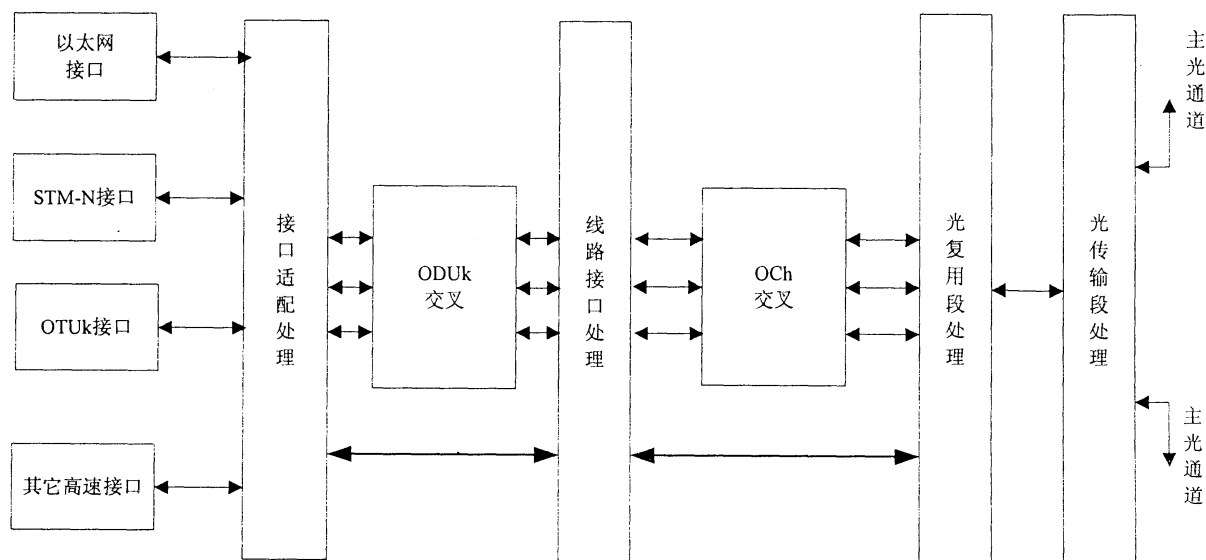 以太网
接口
STM-N接口
OTUk接口
其它高速接口
接口适配处理
ODUk
交叉
线路接口处理
OCh
交叉
光复用段处理
光传输段处理
主光通道
主光通道